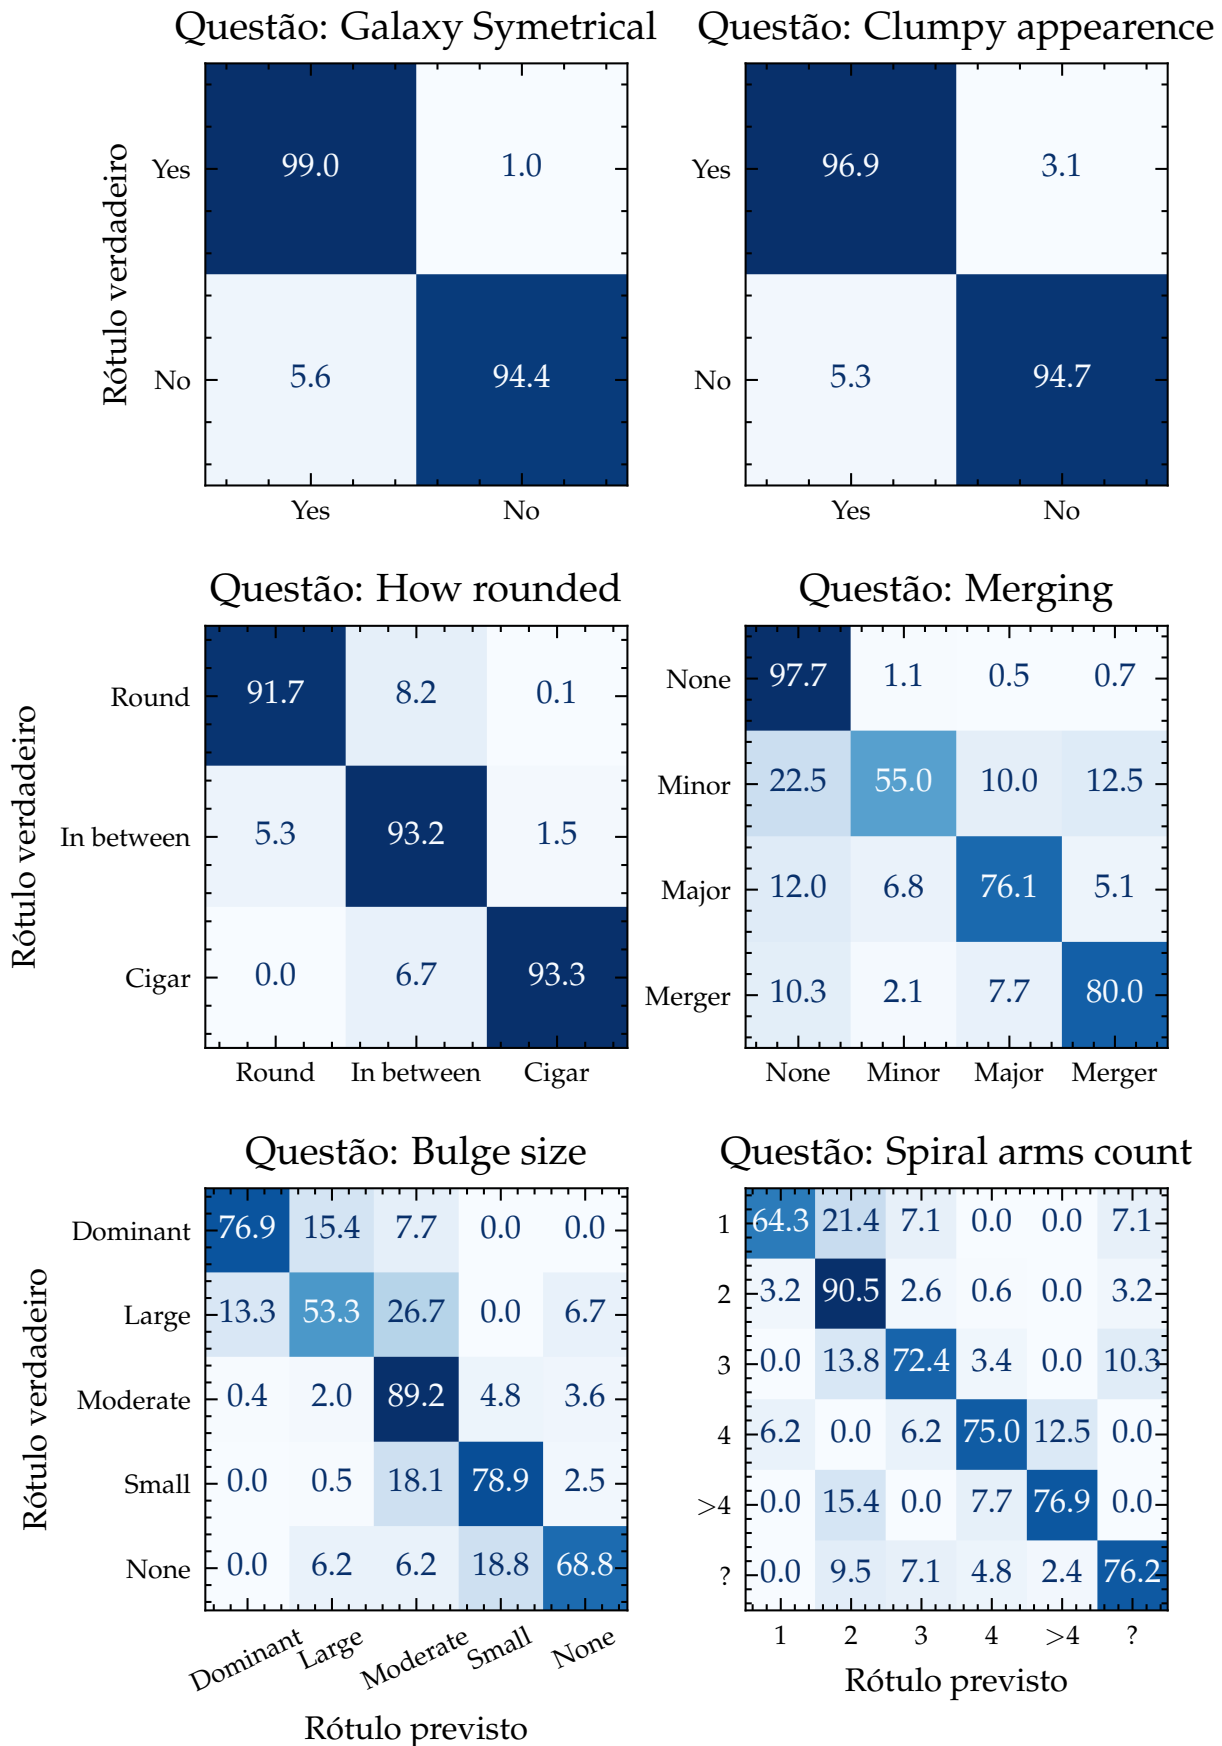 Questão: Galaxy Symetrical
Rótulo verdadeiro
Yes 99.0 1.0
No 5.6 94.4
Yes No
Questão: Clumpy appearence
Yes 96.9 3.1
No 5.3 94.7
Yes No
Questão: How rounded
Rótulo verdadeiro
Round 91.7 8.2 0.1
In between 5.3 93.2 1.5
Cigar 0.0 6.7 93.3
Round In between Cigar
Questão: Merging
None 97.7 1.1 0.5 0.7
Minor 22.5 55.0 10.0 12.5
Major 12.0 6.8 76.1 5.1
Merger 10.3 2.1 7.7 80.0
None Minor Major Merger
Questão: Bulge size
Rótulo verdadeiro
Dominant 76.9 15.4 7.7 0.0 0.0
Large 13.3 53.3 26.7 0.0 6.7
Moderate 0.4 2.0 89.2 4.8 3.6
Small 0.0 0.5 18.1 78.9 2.5
None 0.0 6.2 6.2 18.8 68.8
Dominant Large Moderate Small None
Rótulo previsto
Questão: Spiral arms count
1 64.3 21.4 7.1 0.0 0.0 7.1
2 3.2 90.5 2.6 0.6 0.0 3.2
3 0.0 13.8 72.4 3.4 0.0 10.3
4 6.2 0.0 6.2 75.0 12.5 0.0
>4 0.0 15.4 0.0 7.7 76.9 0.0
? 0.0 9.5 7.1 4.8 2.4 76.2
1 2 3 4 >4 ?
Rótulo previsto